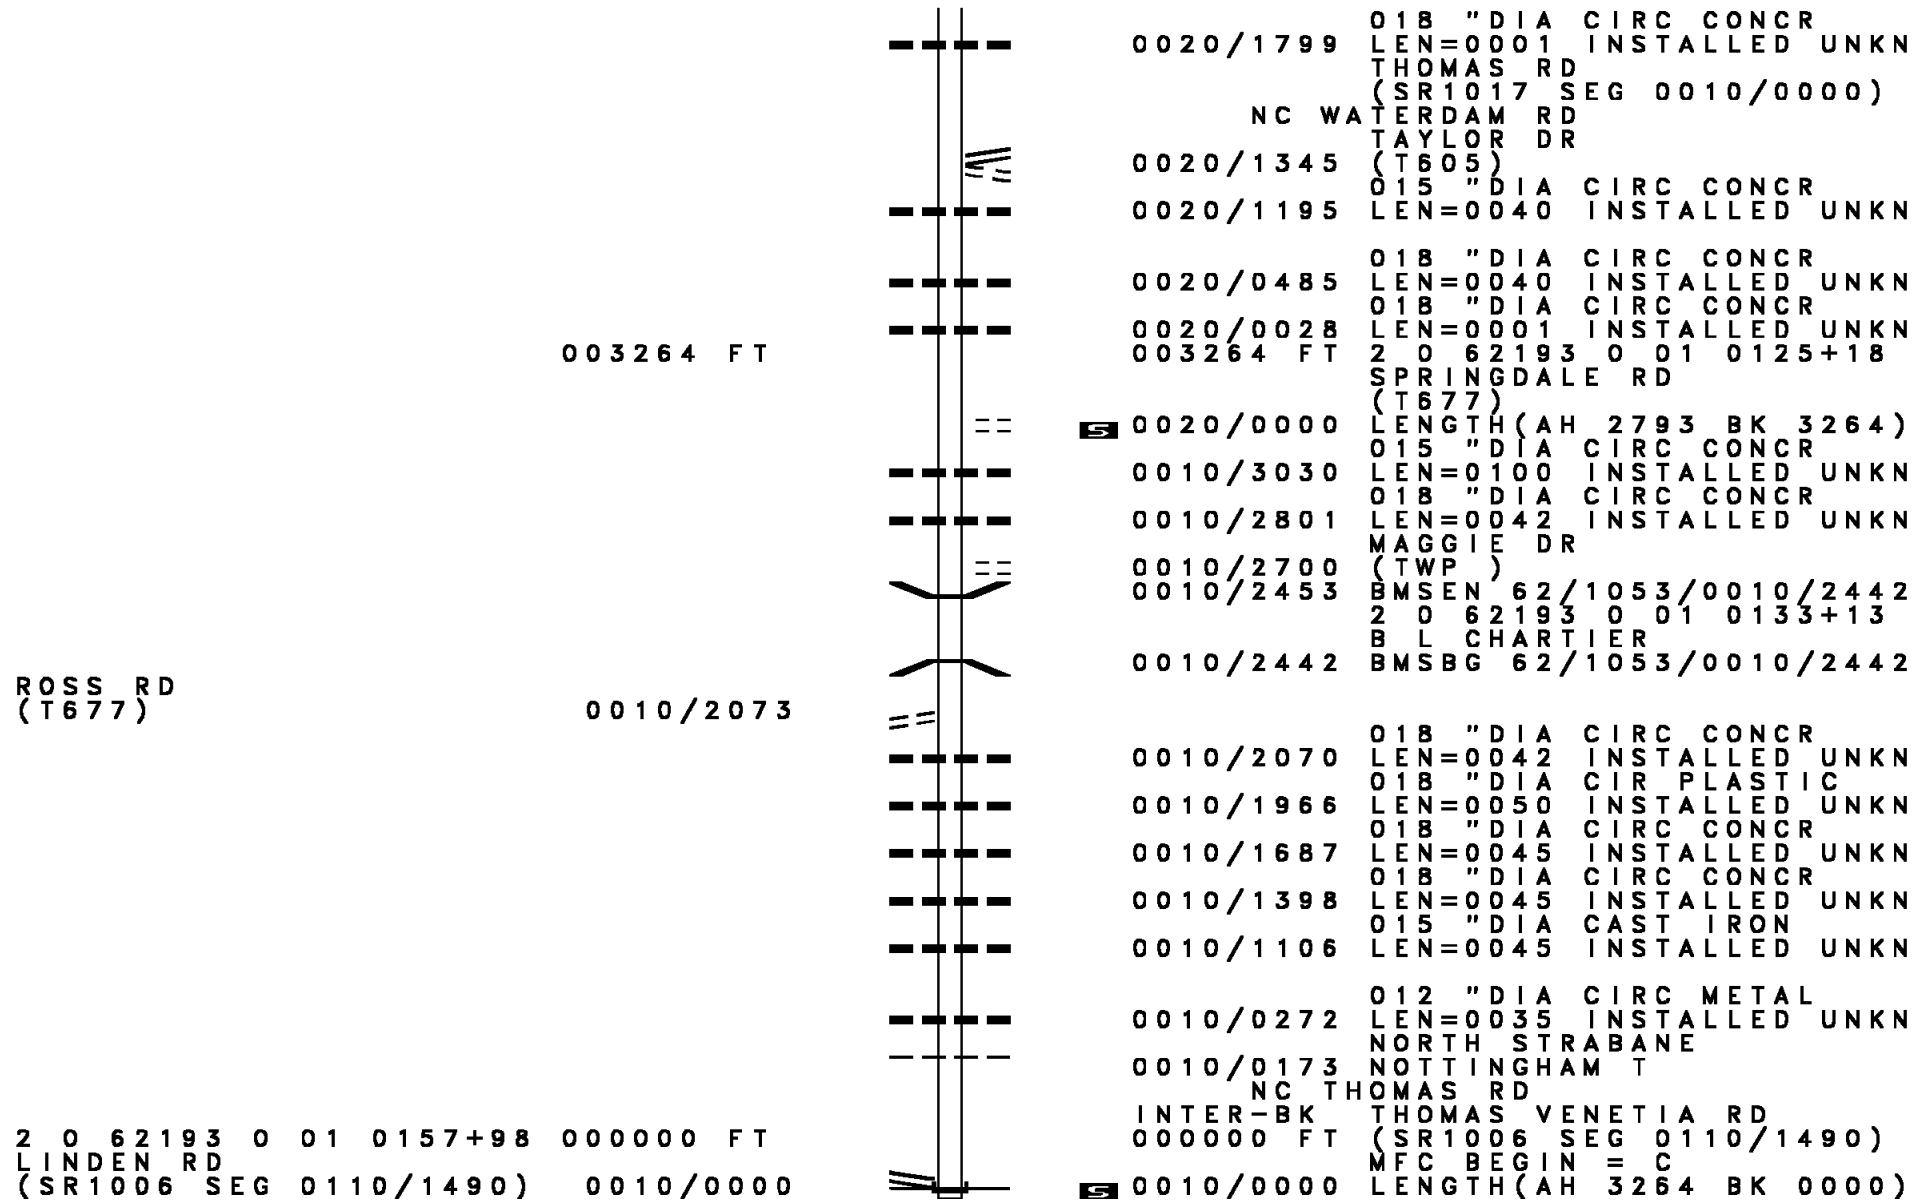 018 "DIA CIRC CONCR
0020/1799 LEN=0001 INSTALLED UNKN
THOMAS RD
(SR1017 SEG 0010/0000)
NC WATERDAM RD
TAYLOR DR
0020/1345 (T605)
015 "DIA CIRC CONCR
0020/1195 LEN=0040 INSTALLED UNKN
018 "DIA CIRC CONCR
0020/0485 LEN=0040 INSTALLED UNKN
018 "DIA CIRC CONCR
0020/0028 LEN=0001 INSTALLED UNKN
003264 FT 003264 FT 2 0 62193 0 01 0125+18
SPRINGDALE RD
(T677)
S 0020/0000 LENGTH(AH 2793 BK 3264)
015 "DIA CIRC CONCR
0010/3030 LEN=0100 INSTALLED UNKN
018 "DIA CIRC CONCR
0010/2801 LEN=0042 INSTALLED UNKN
MAGGIE DR
0010/2700 (TWP )
0010/2453 BMSEN 62/1053/0010/2442
2 0 62193 0 01 0133+13
B L CHARTIER
0010/2442 BMSBG 62/1053/0010/2442
ROSS RD
(T677) 0010/2073
018 "DIA CIRC CONCR
0010/2070 LEN=0042 INSTALLED UNKN
018 "DIA CIR PLASTIC
0010/1966 LEN=0050 INSTALLED UNKN
018 "DIA CIRC CONCR
0010/1687 LEN=0045 INSTALLED UNKN
018 "DIA CIRC CONCR
0010/1398 LEN=0045 INSTALLED UNKN
015 "DIA CAST IRON
0010/1106 LEN=0045 INSTALLED UNKN
012 "DIA CIRC METAL
0010/0272 LEN=0035 INSTALLED UNKN
NORTH STRABANE
0010/0173 NOTTINGHAM T
NC THOMAS RD
INTER-BK THOMAS VENETIA RD
2 0 62193 0 01 0157+98 000000 FT 000000 FT (SR1006 SEG 0110/1490)
LINDEN RD MFC BEGIN = C
(SR1006 SEG 0110/1490) 0010/0000 S 0010/0000 LENGTH(AH 3264 BK 0000)